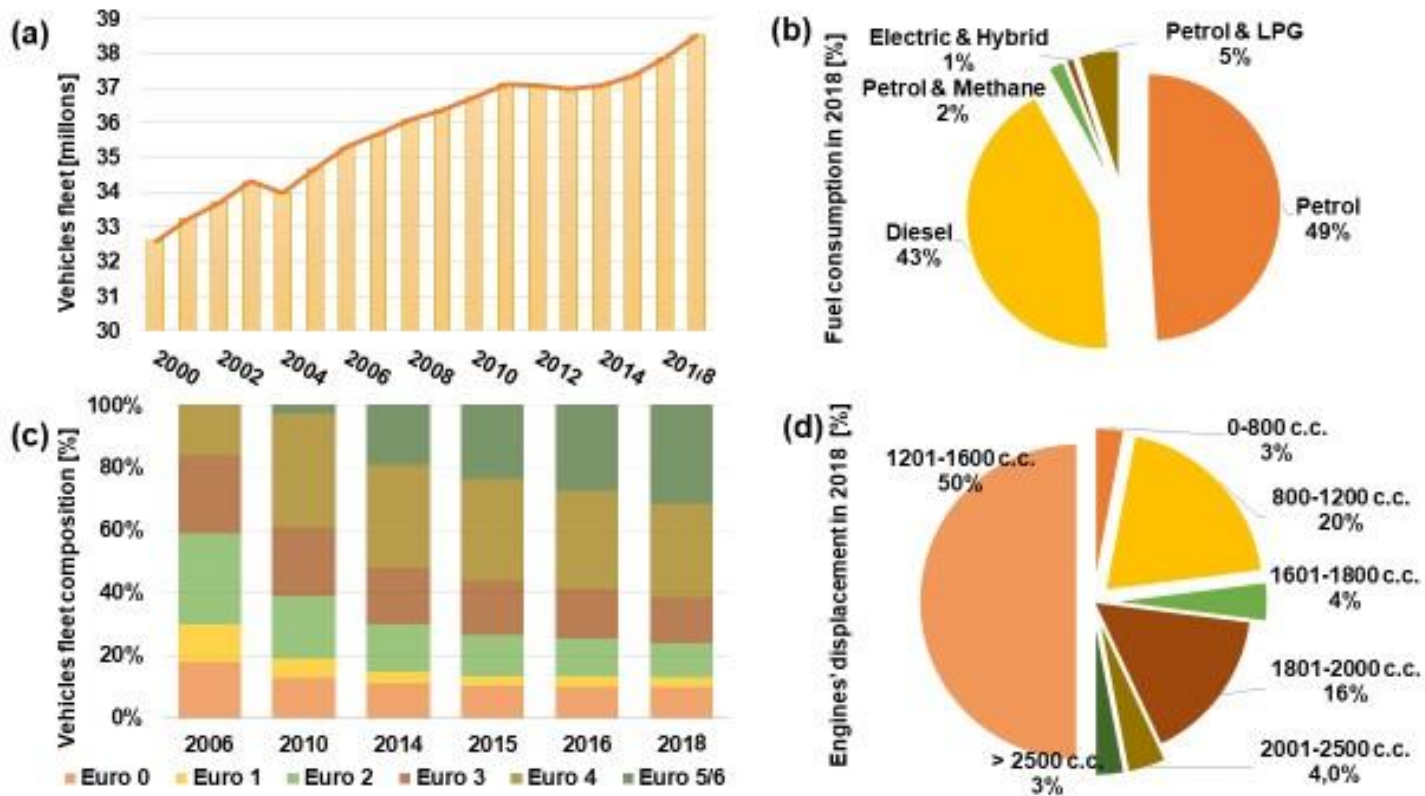 (a)
Vehicles fleet [millons]
39
38
37
36
35
34
33
32
31
30
2000
2002
2004
2006
2008
2010
2012
2014
201/8
(b)
Fuel consumption in 2018 [%]
Electric & Hybrid
1%
Petrol & LPG
5%
Petrol & Methane
2%
Diesel
43%
Petrol
49%
(c)
Vehicles fleet composition [%]
100%
80%
60%
40%
20%
0%
2006
2010
2014
2015
2016
2018
Euro 0
Euro 1
Euro 2
Euro 3
Euro 4
Euro 5/6
(d)
Engines' displacement in 2018 [%]
0-800 c.c.
3%
1201-1600 c.c.
50%
800-1200 c.c.
20%
1601-1800 c.c.
4%
1801-2000 c.c.
16%
2001-2500 c.c.
4,0%
> 2500 c.c.
3%